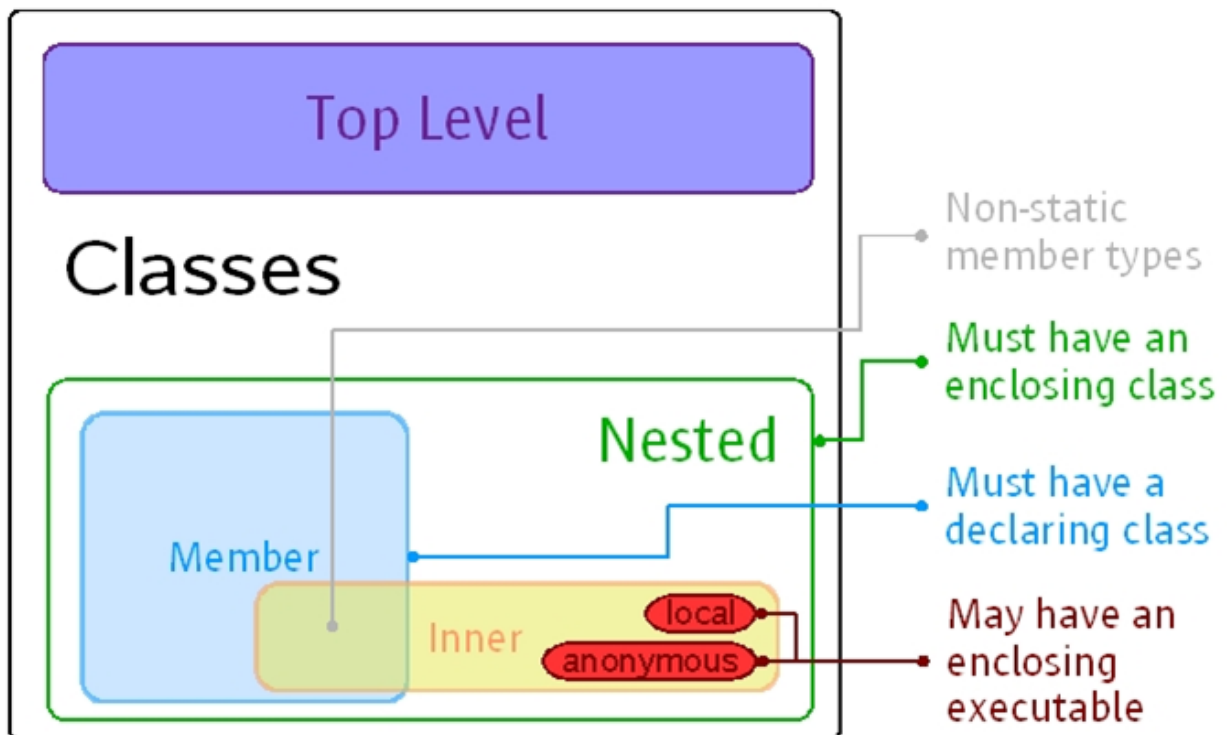 Top Level
Classes
Non-static
member types
Must have an
enclosing class
Nested
Must have a
declaring class
Member
Inner
local
anonymous
May have an
enclosing
executable